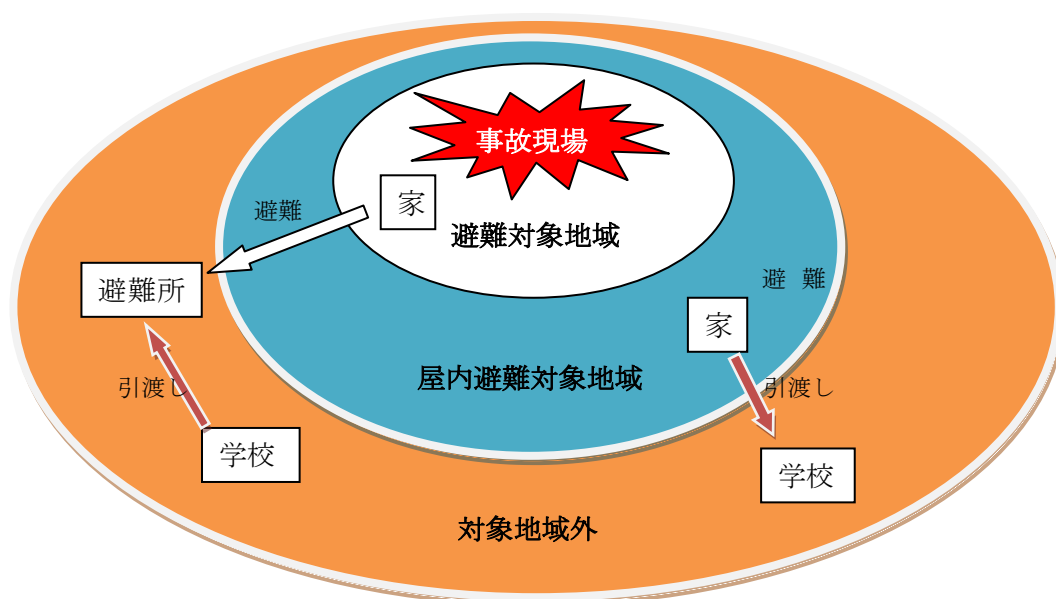 事故現場
家
避難
避難対象地域
避難所
避　難
家
屋内避難対象地域
引渡し
引渡し
学校
学校
対象地域外